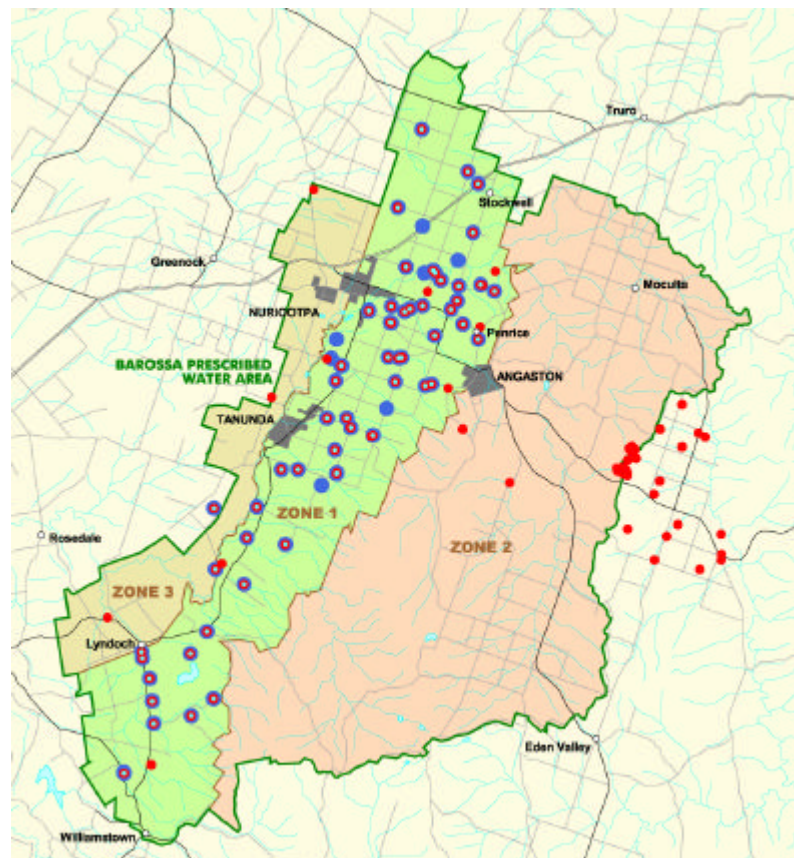 Truro
Stockwell
Greenock
Moculta
NURIOOTPA
Penrice
BAROSSA PRESCRIBED
WATER AREA
ANGASTON
TANUNDA
ZONE 1
Rosedale
ZONE 2
ZONE 3
Lyndoch
Eden Valley
Williamstown